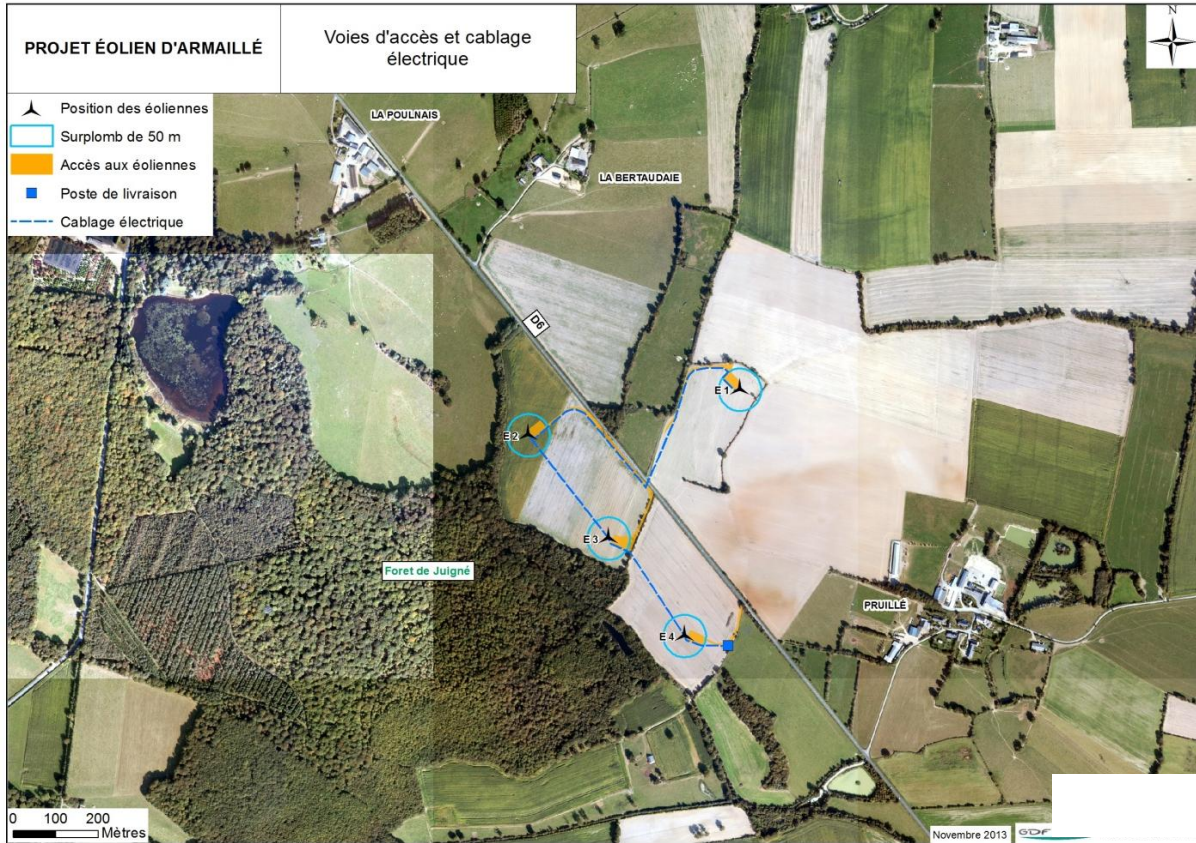 PROJET ÉOLIEN D'ARMAILLÉ
Voies d'accès et cablage
électrique
N
Position des éoliennes
Surplomb de 50 m
Accès aux éoliennes
Poste de livraison
Cablage électrique
LA POULNAIS
LA BERTAUDAIE
D6
E 1
E 2
E 3
Foret de Juigné
PRUILLÉ
E 4
0 100 200
Mètres
Novembre 2013
GDF